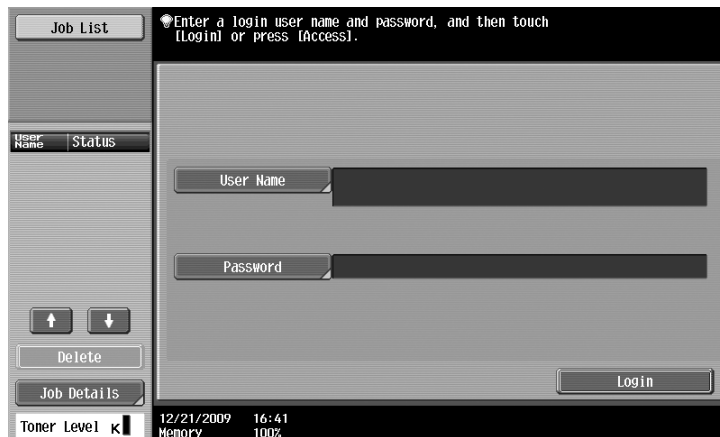 Job List
Enter a login user name and password, and then touch
[Login] or press [Access].
User Name
Status
User Name
Password
Delete
Job Details
Login
Toner Level K
12/21/2009 16:41
Memory 100%